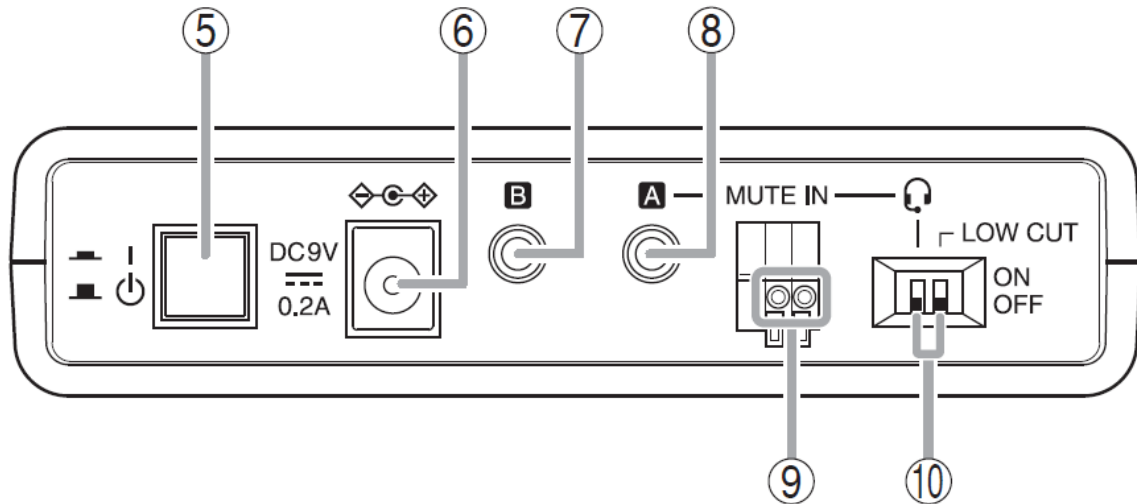 ⑤ ⑥ ⑦ ⑧
B A MUTE IN
LOW CUT
DC9V
0.2A
ON
OFF
⑨ ⑩